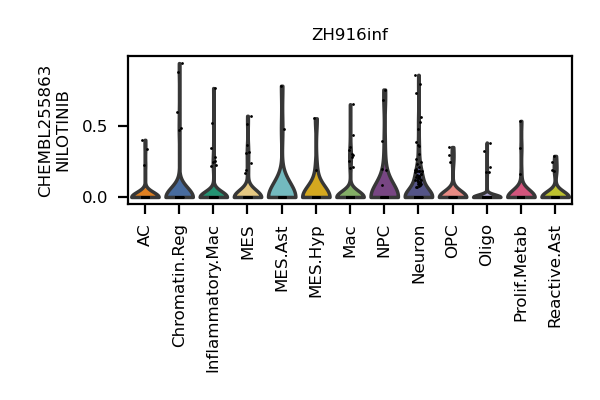 ZH916inf
CHEMBL255863
NILOTINIB
0.5
0.0
AC
Chromatin.Reg
Inflammatory.Mac
MES
MES.Ast
MES.Hyp
Mac
NPC
Neuron
OPC
Oligo
Prolif.Metab
Reactive.Ast